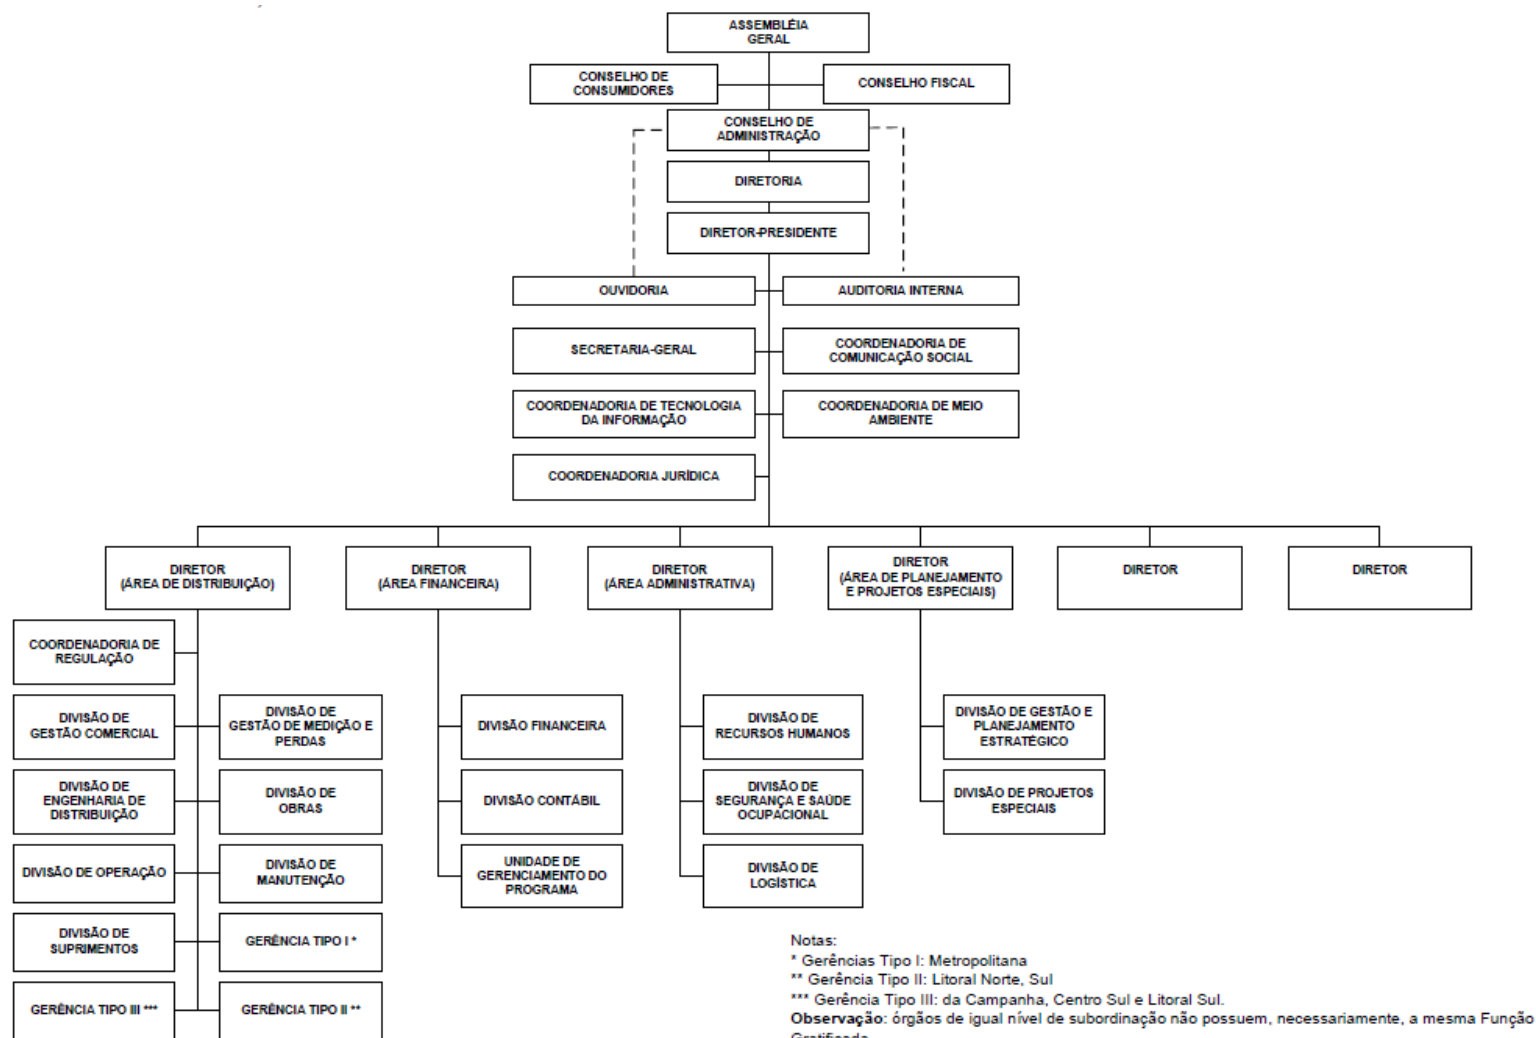 ASSEMBLÉIA
GERAL
CONSELHO DE
CONSUMIDORES
CONSELHO FISCAL
CONSELHO DE
ADMINISTRAÇÃO
DIRETORIA
DIRETOR-PRESIDENTE
OUVIDORIA
AUDITORIA INTERNA
SECRETARIA-GERAL
COORDENADORIA DE
COMUNICAÇÃO SOCIAL
COORDENADORIA DE TECNOLOGIA
DA INFORMAÇÃO
COORDENADORIA DE MEIO
AMBIENTE
COORDENADORIA JURÍDICA
DIRETOR
(ÁREA DE DISTRIBUIÇÃO)
DIRETOR
(ÁREA FINANCEIRA)
DIRETOR
(ÁREA ADMINISTRATIVA)
DIRETOR
(ÁREA DE PLANEJAMENTO
E PROJETOS ESPECIAIS)
DIRETOR
DIRETOR
COORDENADORIA DE
REGULAÇÃO
DIVISÃO DE
GESTÃO COMERCIAL
DIVISÃO DE
GESTÃO DE MEDIÇÃO E
PERDAS
DIVISÃO FINANCEIRA
DIVISÃO DE
RECURSOS HUMANOS
DIVISÃO DE GESTÃO E
PLANEJAMENTO
ESTRATÉGICO
DIVISÃO DE
ENGENHARIA DE
DISTRIBUIÇÃO
DIVISÃO DE
OBRAS
DIVISÃO CONTÁBIL
DIVISÃO DE
SEGURANÇA E SAÚDE
OCUPACIONAL
DIVISÃO DE PROJETOS
ESPECIAIS
DIVISÃO DE OPERAÇÃO
DIVISÃO DE
MANUTENÇÃO
UNIDADE DE
GERENCIAMENTO DO
PROGRAMA
DIVISÃO DE
LOGÍSTICA
DIVISÃO DE
SUPRIMENTOS
GERÊNCIA TIPO I *
GERÊNCIA TIPO III ***
GERÊNCIA TIPO II **
Notas:
* Gerências Tipo I: Metropolitana
** Gerência Tipo II: Litoral Norte, Sul
*** Gerência Tipo III: da Campanha, Centro Sul e Litoral Sul.
Observação: órgãos de igual nível de subordinação não possuem, necessariamente, a mesma Função
Gratificada